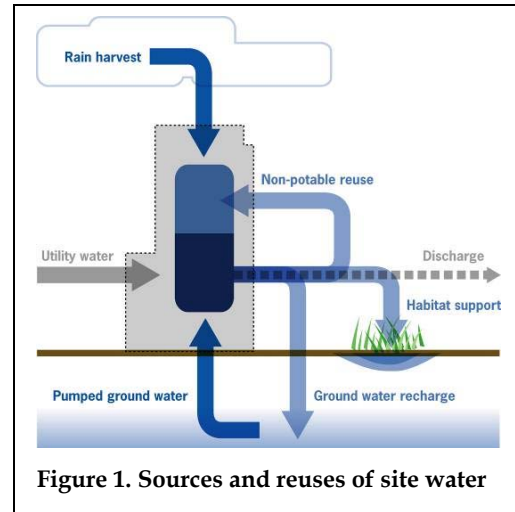 Rain harvest
Non-potable reuse
Utility water
Discharge
Habitat support
Pumped ground water
Ground water recharge
Figure 1. Sources and reuses of site water